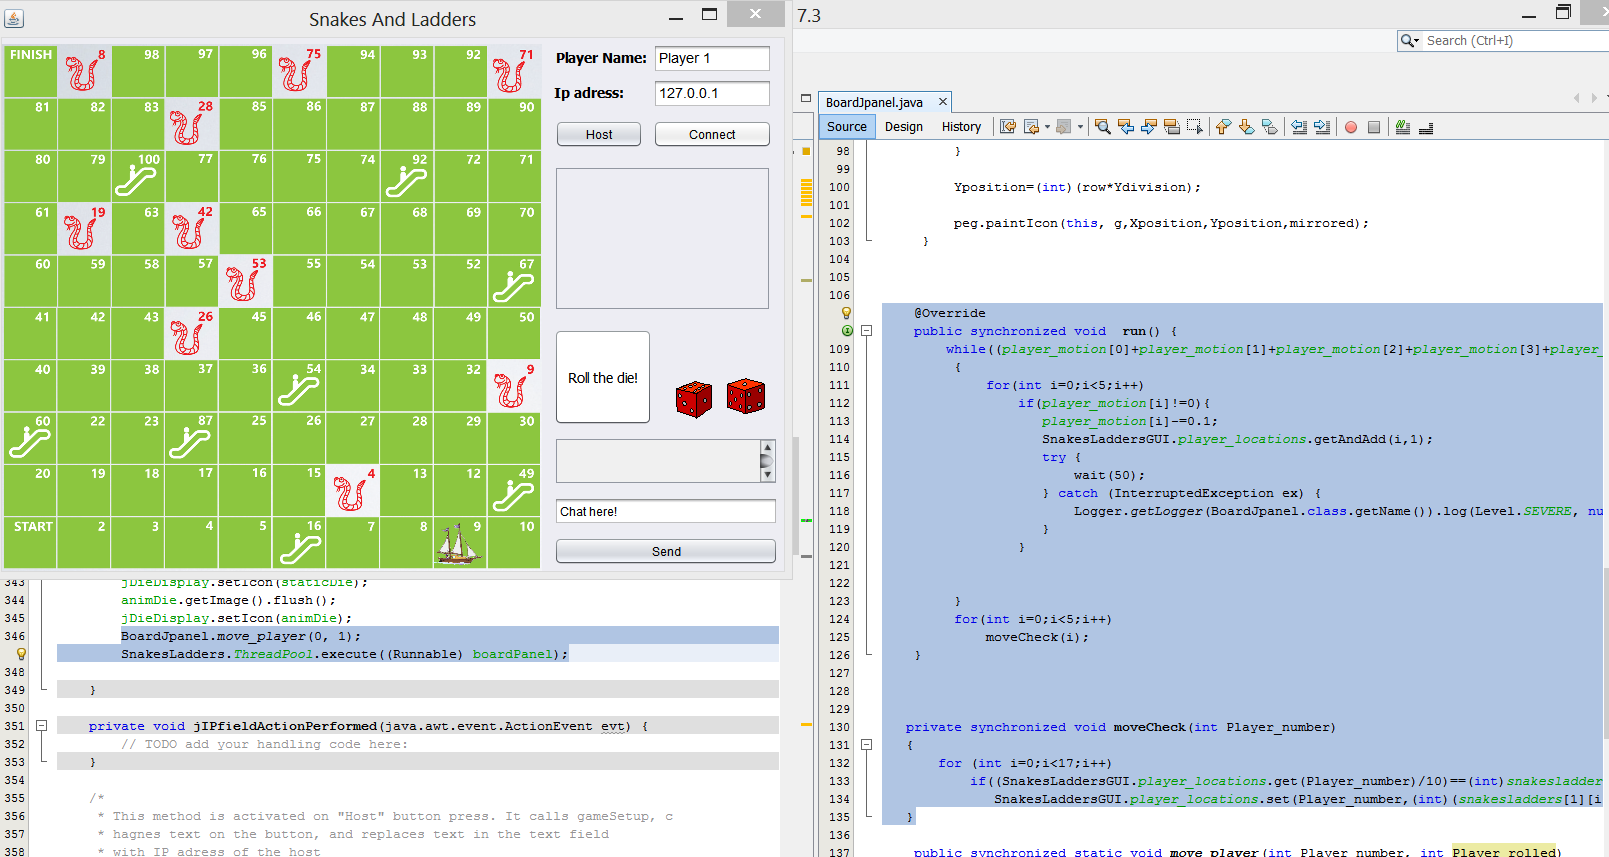 Snakes And Ladders
7.3
Search (Ctrl+I)
FINISH 8 98 97 96 75 94 93 92 71
81 82 83 28 85 86 87 88 89 90
80 79 100 77 76 75 74 92 72 71
61 19 63 42 65 66 67 68 69 70
60 59 58 57 53 55 54 53 52 67
41 42 43 26 45 46 47 48 49 50
40 39 38 37 36 54 34 33 32 9
60 22 23 87 25 26 27 28 29 30
20 19 18 17 16 15 4 13 12 49
START 2 3 4 5 16 7 8 9 10
Player Name: Player 1
Ip adress: 127.0.0.1
Host Connect
Roll the die!
Chat here!
Send
343 jDieDisplay.setIcon(staticDie);
344 animDie.getImage().flush();
345 jDieDisplay.setIcon(animDie);
346 BoardJpanel.move_player(0, 1);
SnakesLadders.ThreadPool.execute((Runnable) boardPanel);
348
349 }
350
351 private void jIPfieldActionPerformed(java.awt.event.ActionEvent evt) {
352 // TODO add your handling code here:
353 }
354
355 /*
356 * This method is activated on "Host" button press. It calls gameSetup, c
357 * hagnes text on the button, and replaces text in the text field
358 * with IP adress of the host
BoardJpanel.java
Source Design History
98 }
99
100 Yposition=(int)(row*Ydivision);
101
102 peg.paintIcon(this, g,Xposition,Yposition,mirrored);
103 }
104
105
106
@Override
public synchronized void run() {
109 while((player_motion[0]+player_motion[1]+player_motion[2]+player_motion[3]+player_
110 {
111 for(int i=0;i<5;i++)
112 if(player_motion[i]!=0){
113 player_motion[i]-=0.1;
114 SnakesLaddersGUI.player_locations.getAndAdd(i,1);
115 try {
116 wait(50);
117 } catch (InterruptedException ex) {
118 Logger.getLogger(BoardJpanel.class.getName()).log(Level.SEVERE, nu
119 }
120 }
121
122
123 }
124 for(int i=0;i<5;i++)
125 moveCheck(i);
126 }
127
128
129
130 private synchronized void moveCheck(int Player_number)
131 {
132 for (int i=0;i<17;i++)
133 if((SnakesLaddersGUI.player_locations.get(Player_number)/10)==(int)snakesladder
134 SnakesLaddersGUI.player_locations.set(Player_number,(int)(snakesladders[1][i
135 }
136
137 public synchronized static void move_player(int Player_number, int Player_rolled)